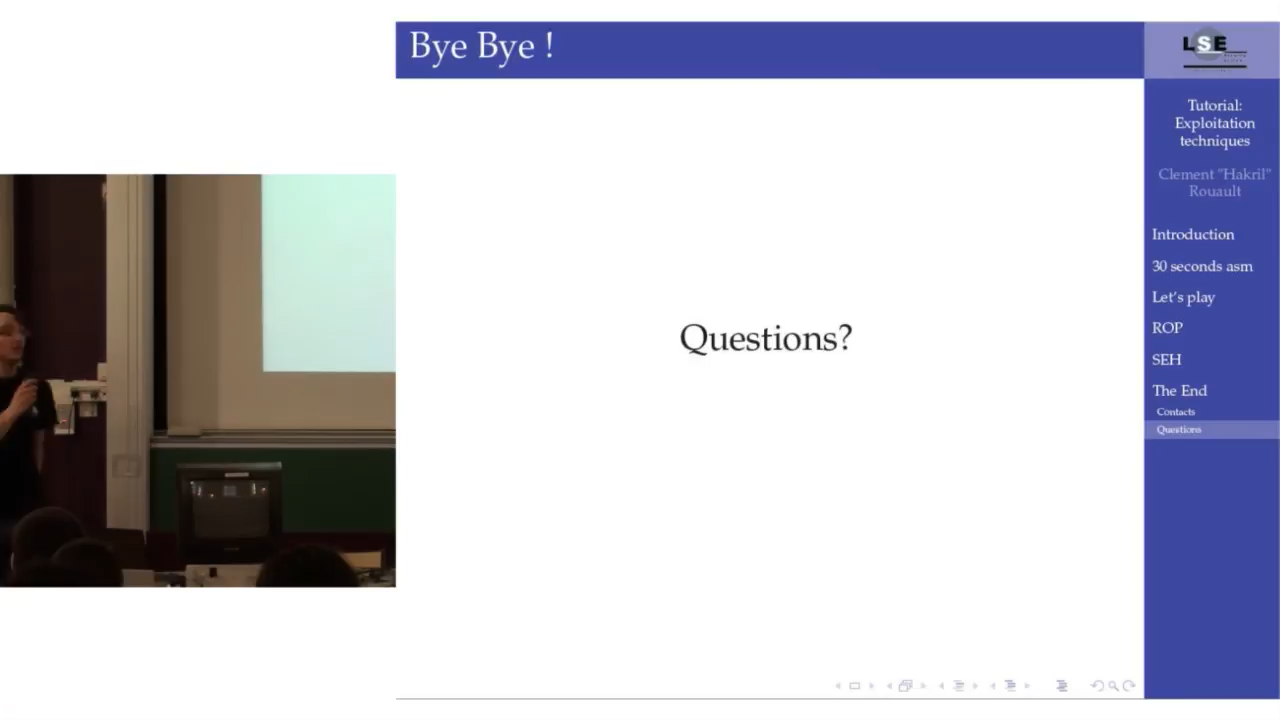 Bye Bye !
LSE
Tutorial:
Exploitation
techniques
Clement "Hakril"
Rouault
Introduction
30 seconds asm
Let's play
ROP
SEH
The End
Contacts
Questions
Questions?